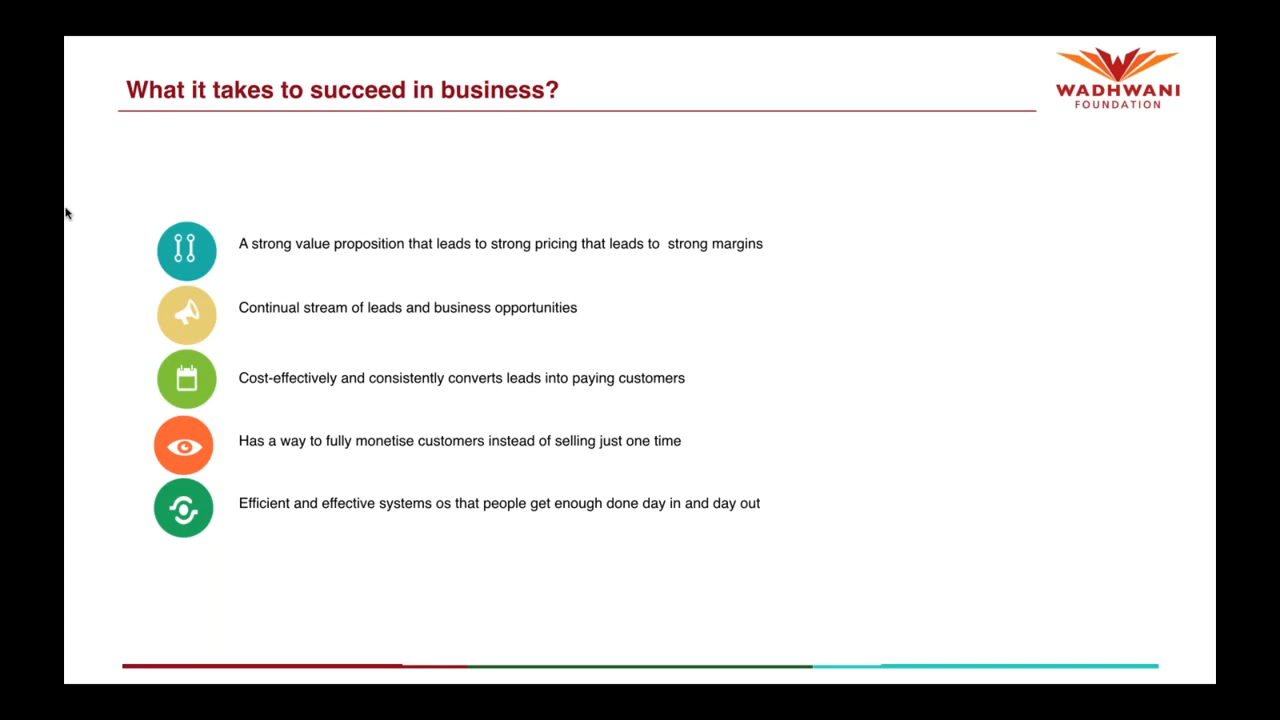 What it takes to succeed in business?
WADHWANI
FOUNDATION
A strong value proposition that leads to strong pricing that leads to  strong margins
Continual stream of leads and business opportunities
Cost-effectively and consistently converts leads into paying customers
Has a way to fully monetise customers instead of selling just one time
Efficient and effective systems os that people get enough done day in and day out